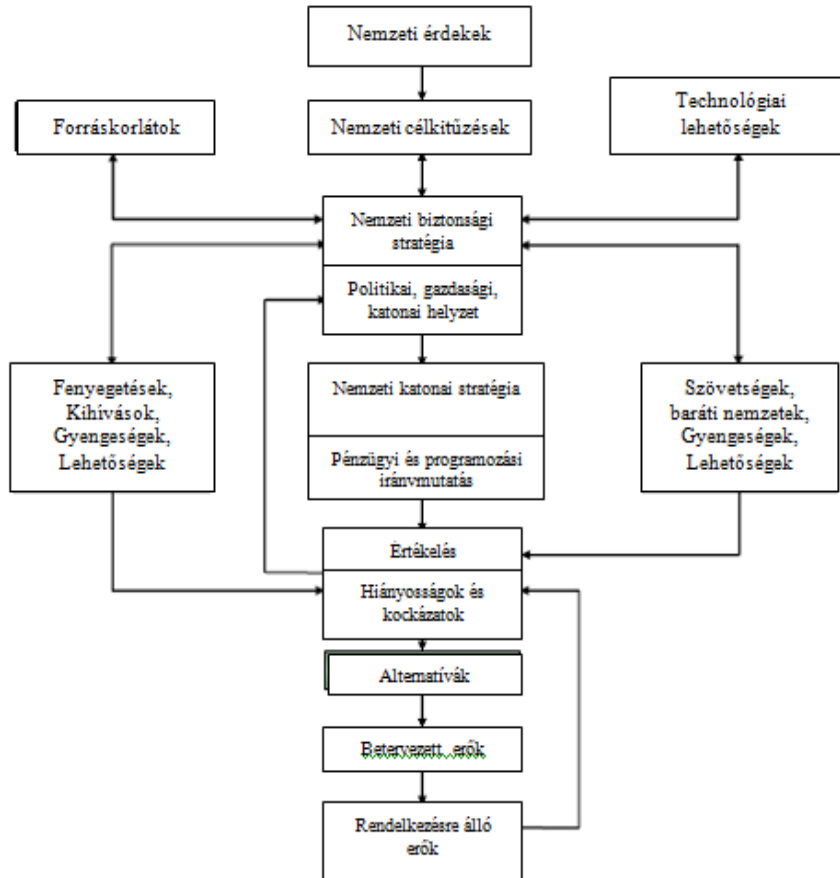 Nemzeti érdekek
Forráskorlátok
Nemzeti célkitűzések
Technológiai
lehetőségek
Nemzeti biztonsági
stratégia
Politikai, gazdasági,
katonai helyzet
Fenyegetések,
Kihívások,
Gyengeségek,
Lehetőségek
Nemzeti katonai stratégia
Pénzügyi és programozási
iránymutatás
Szövetségek,
baráti nemzetek,
Gyengeségek,
Lehetőségek
Értékelés
Hiányosságok és
kockázatok
Alternatívák
Betervezett erők
Rendelkezésre álló
erők